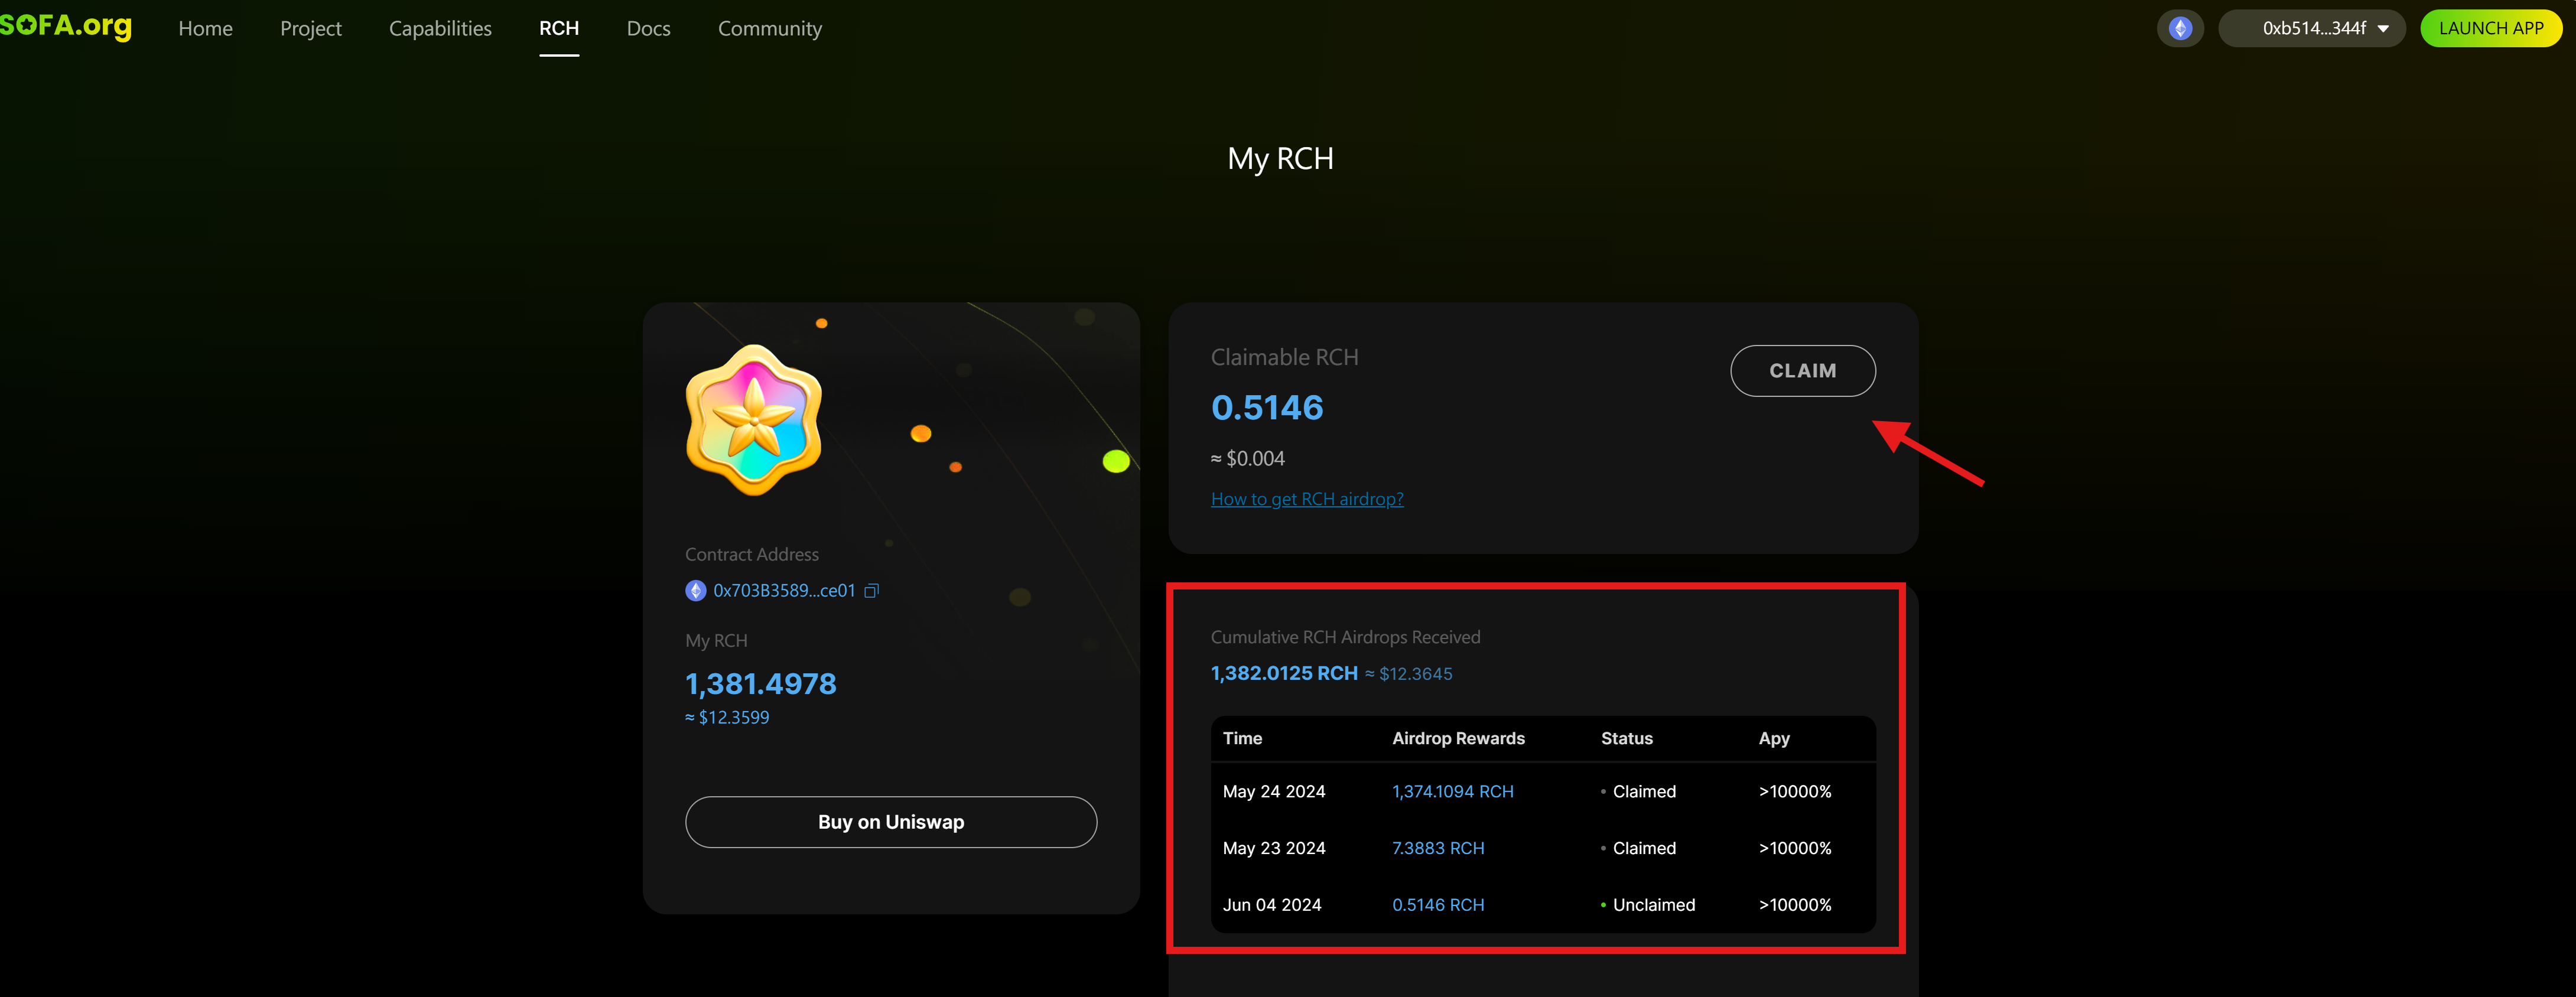 SOFA.org
Home Project Capabilities RCH Docs Community
0xb514...344f
LAUNCH APP
My RCH
Contract Address
0x703B3589...ce01
My RCH
1,381.4978
≈ $12.3599
Buy on Uniswap
Claimable RCH
0.5146
≈ $0.004
How to get RCH airdrop?
CLAIM
Cumulative RCH Airdrops Received
1,382.0125 RCH ≈ $12.3645
Time Airdrop Rewards Status Apy
May 24 2024 1,374.1094 RCH Claimed >10000%
May 23 2024 7.3883 RCH Claimed >10000%
Jun 04 2024 0.5146 RCH Unclaimed >10000%